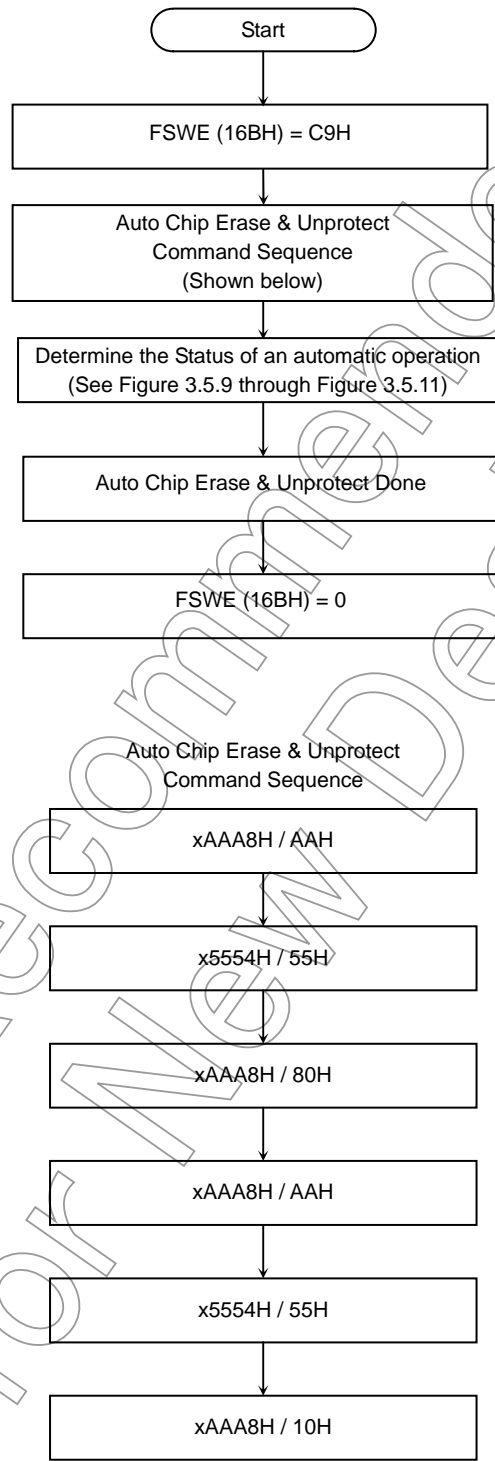 Start
FSWE (16BH) = C9H
Auto Chip Erase & Unprotect
Command Sequence
(Shown below)
Determine the Status of an automatic operation
(See Figure 3.5.9 through Figure 3.5.11)
Auto Chip Erase & Unprotect Done
FSWE (16BH) = 0
Auto Chip Erase & Unprotect
Command Sequence
xAAA8H / AAH
x5554H / 55H
xAAA8H / 80H
xAAA8H / AAH
x5554H / 55H
xAAA8H / 10H